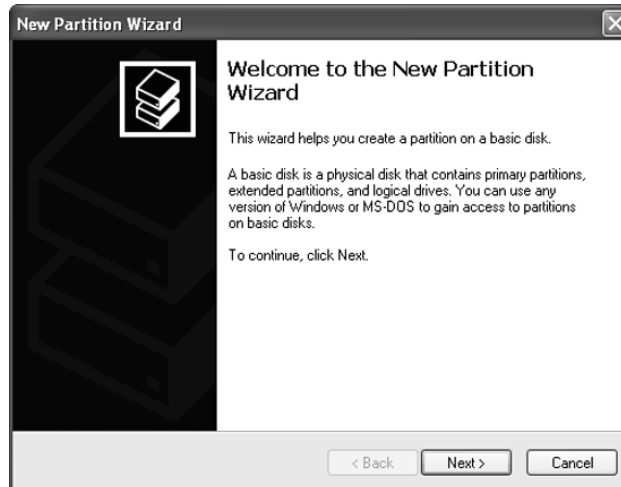 New Partition Wizard
Welcome to the New Partition
Wizard
This wizard helps you create a partition on a basic disk.
A basic disk is a physical disk that contains primary partitions,
extended partitions, and logical drives. You can use any
version of Windows or MS-DOS to gain access to partitions
on basic disks.
To continue, click Next.
< Back
Next >
Cancel